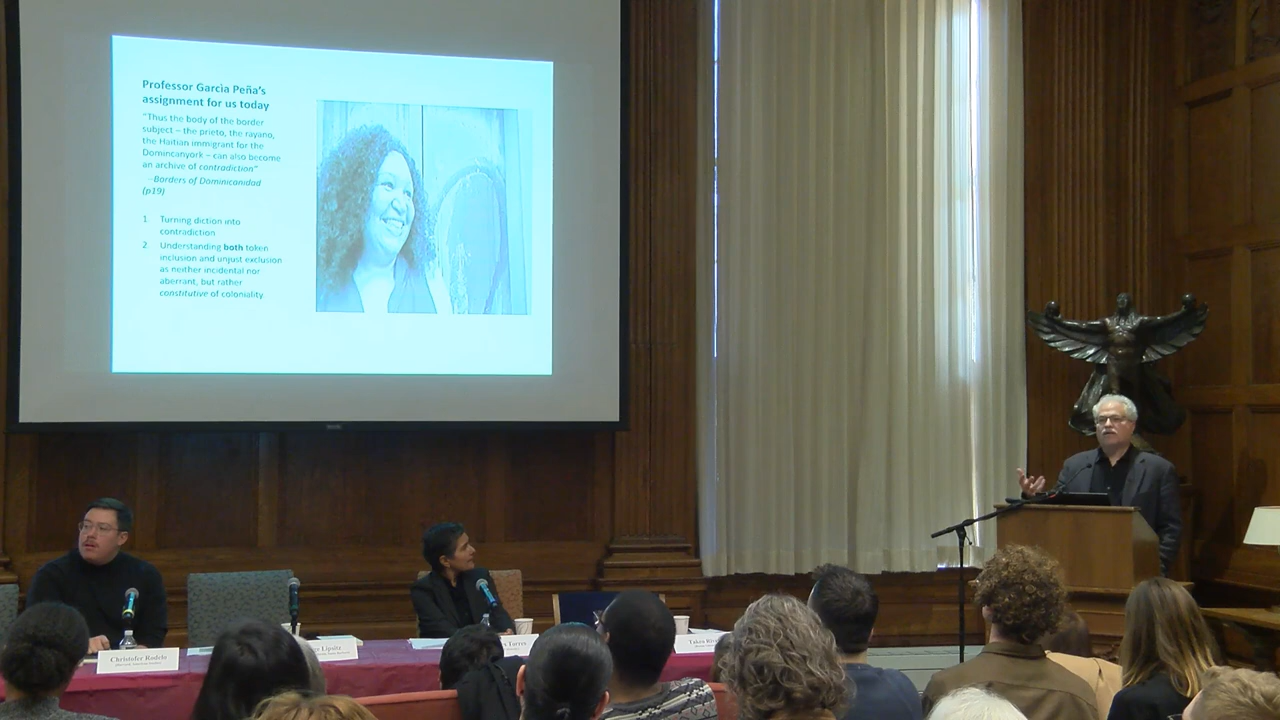 Professor Garcìa Peña's
assignment for us today
"Thus the body of the border
subject – the prieto, the rayano,
the Haitian immigrant for the
Domincanyork – can also become
an archive of contradiction"
--Borders of Dominicanidad
(p19)
1. Turning diction into
contradiction
2. Understanding both token
inclusion and unjust exclusion
as neither incidental nor
aberrant, but rather
constitutive of coloniality
Christofer Rodelo
Lipsitz
Torres